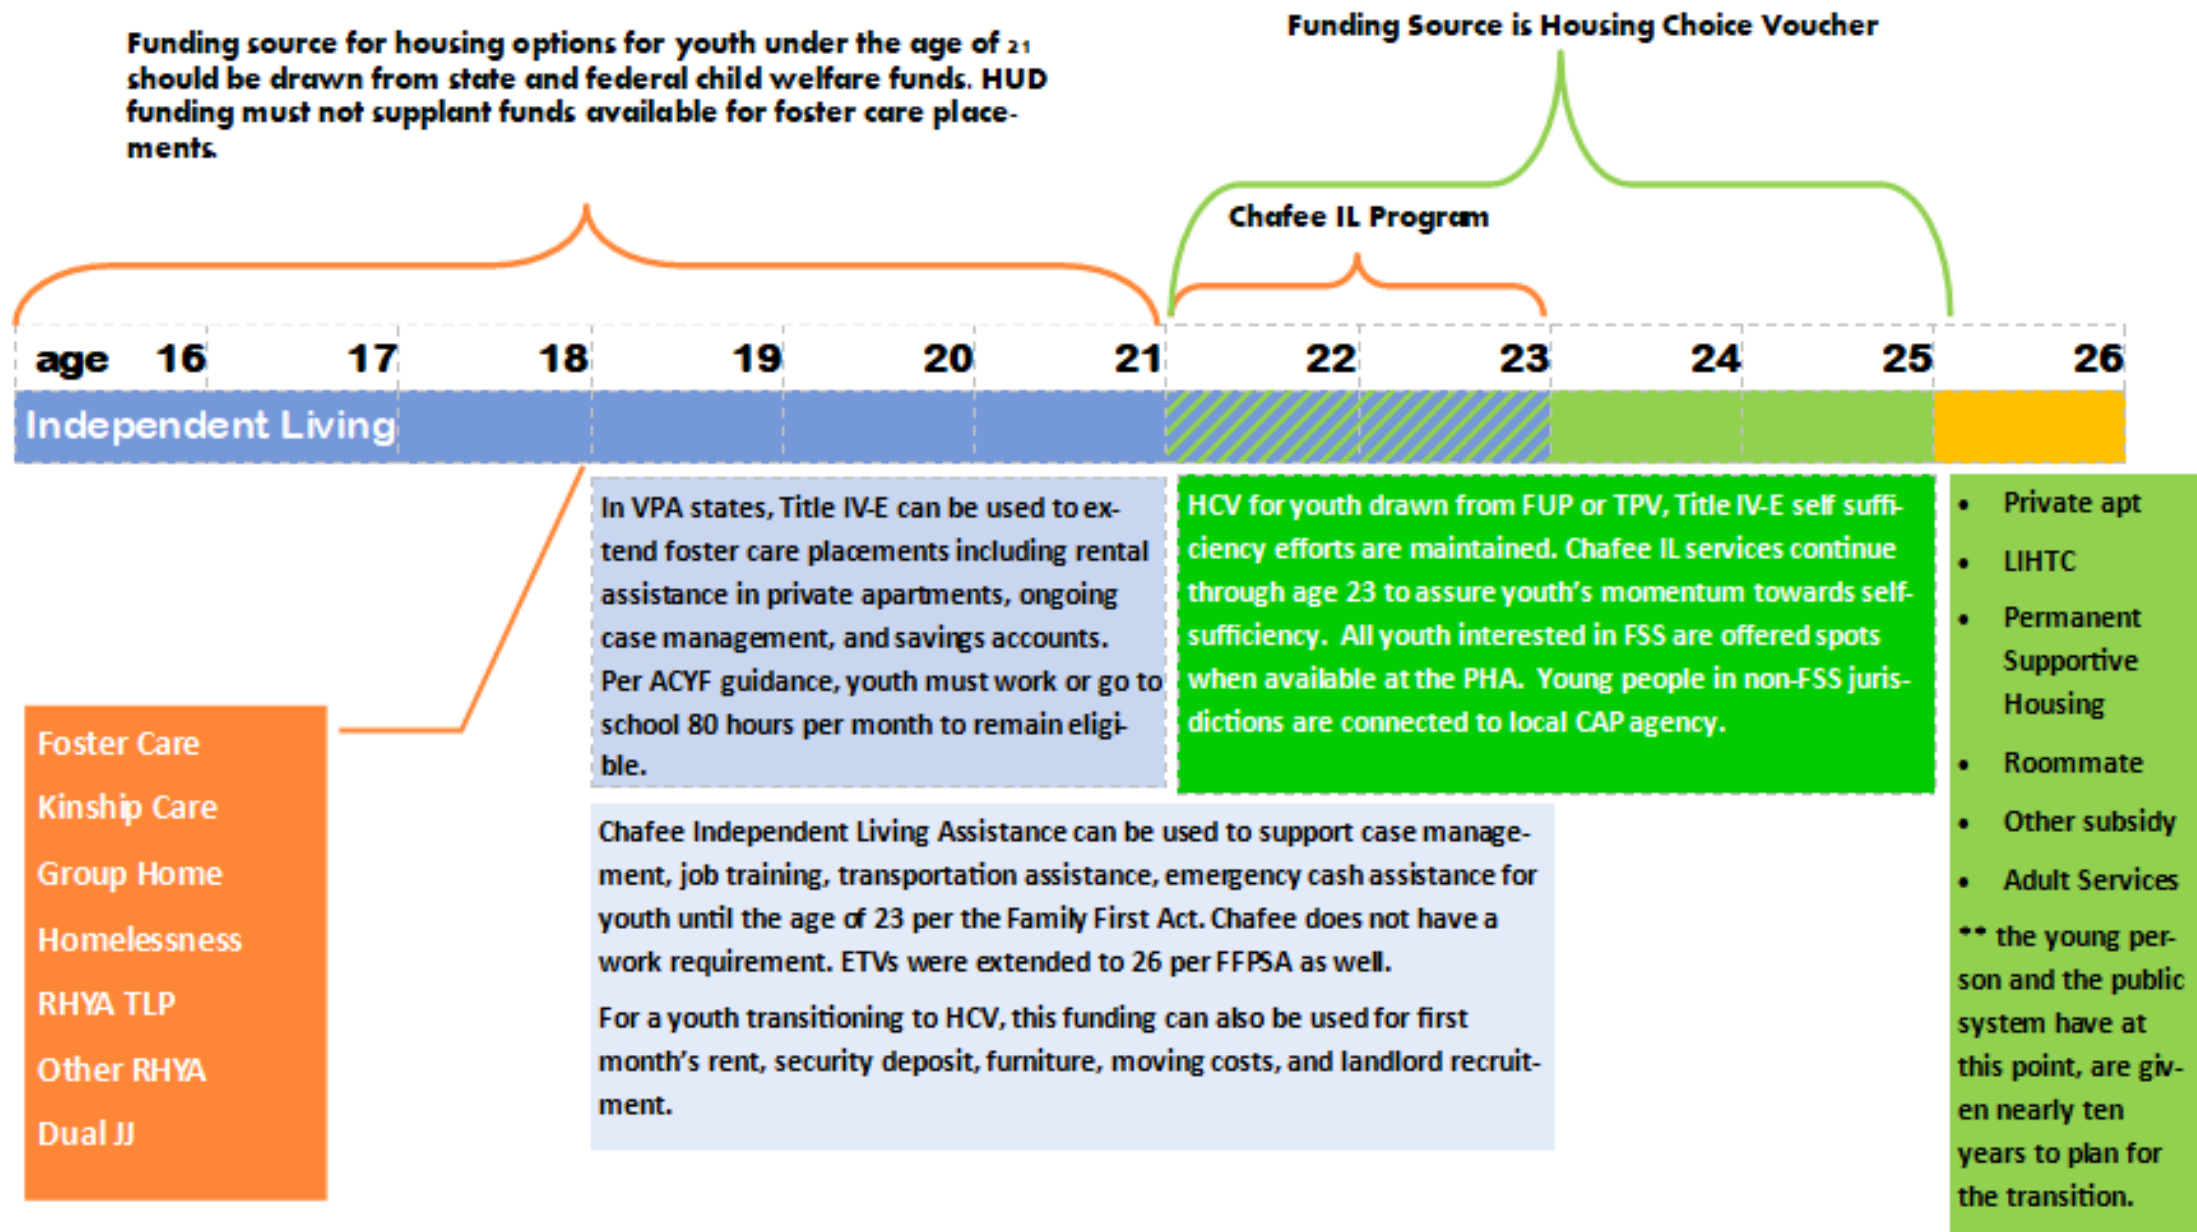 Funding source for housing options for youth under the age of 21
should be drawn from state and federal child welfare funds. HUD
funding must not supplant funds available for foster care place-
ments.
Funding Source is Housing Choice Voucher
Chafee IL Program
age 16 17 18 19 20 21 22 23 24 25 26
Independent Living
Foster Care
Kinship Care
Group Home
Homelessness
RHYA TLP
Other RHYA
Dual JJ
In VPA states, Title IV-E can be used to ex-
tend foster care placements including rental
assistance in private apartments, ongoing
case management, and savings accounts.
Per ACYF guidance, youth must work or go to
school 80 hours per month to remain eligi-
ble.
HCV for youth drawn from FUP or TPV, Title IV-E self suffi-
ciency efforts are maintained. Chafee IL services continue
through age 23 to assure youth's momentum towards self-
sufficiency. All youth interested in FSS are offered spots
when available at the PHA. Young people in non-FSS juris-
dictions are connected to local CAP agency.
Chafee Independent Living Assistance can be used to support case manage-
ment, job training, transportation assistance, emergency cash assistance for
youth until the age of 23 per the Family First Act. Chafee does not have a
work requirement. ETVs were extended to 26 per FFPSA as well.
For a youth transitioning to HCV, this funding can also be used for first
month's rent, security deposit, furniture, moving costs, and landlord recruit-
ment.
• Private apt
• LIHTC
• Permanent
Supportive
Housing
• Roommate
• Other subsidy
• Adult Services
** the young per-
son and the public
system have at
this point, are giv-
en nearly ten
years to plan for
the transition.